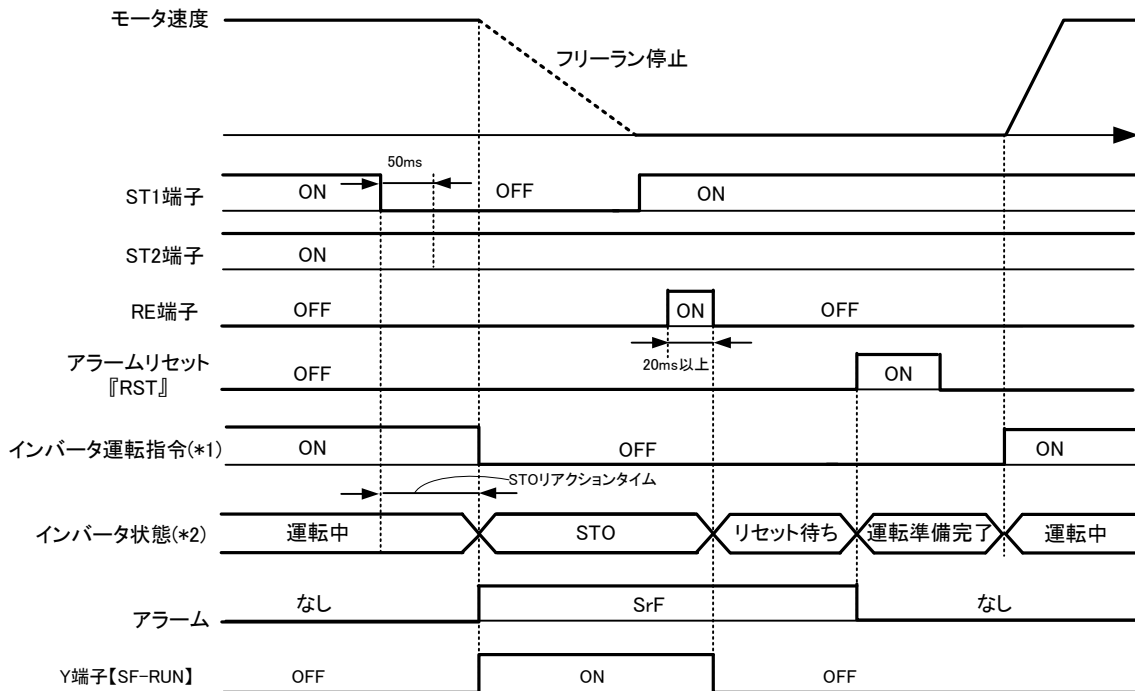 モータ速度
フリーラン停止
50ms
ST1端子
ON
OFF
ON
ST2端子
ON
RE端子
OFF
ON
OFF
20ms以上
アラームリセット
『RST』
OFF
ON
インバータ運転指令(*1)
ON
OFF
ON
STOリアクションタイム
インバータ状態(*2)
運転中
STO
リセット待ち
運転準備完了
運転中
アラーム
なし
SrF
なし
Y端子【SF-RUN】
OFF
ON
OFF